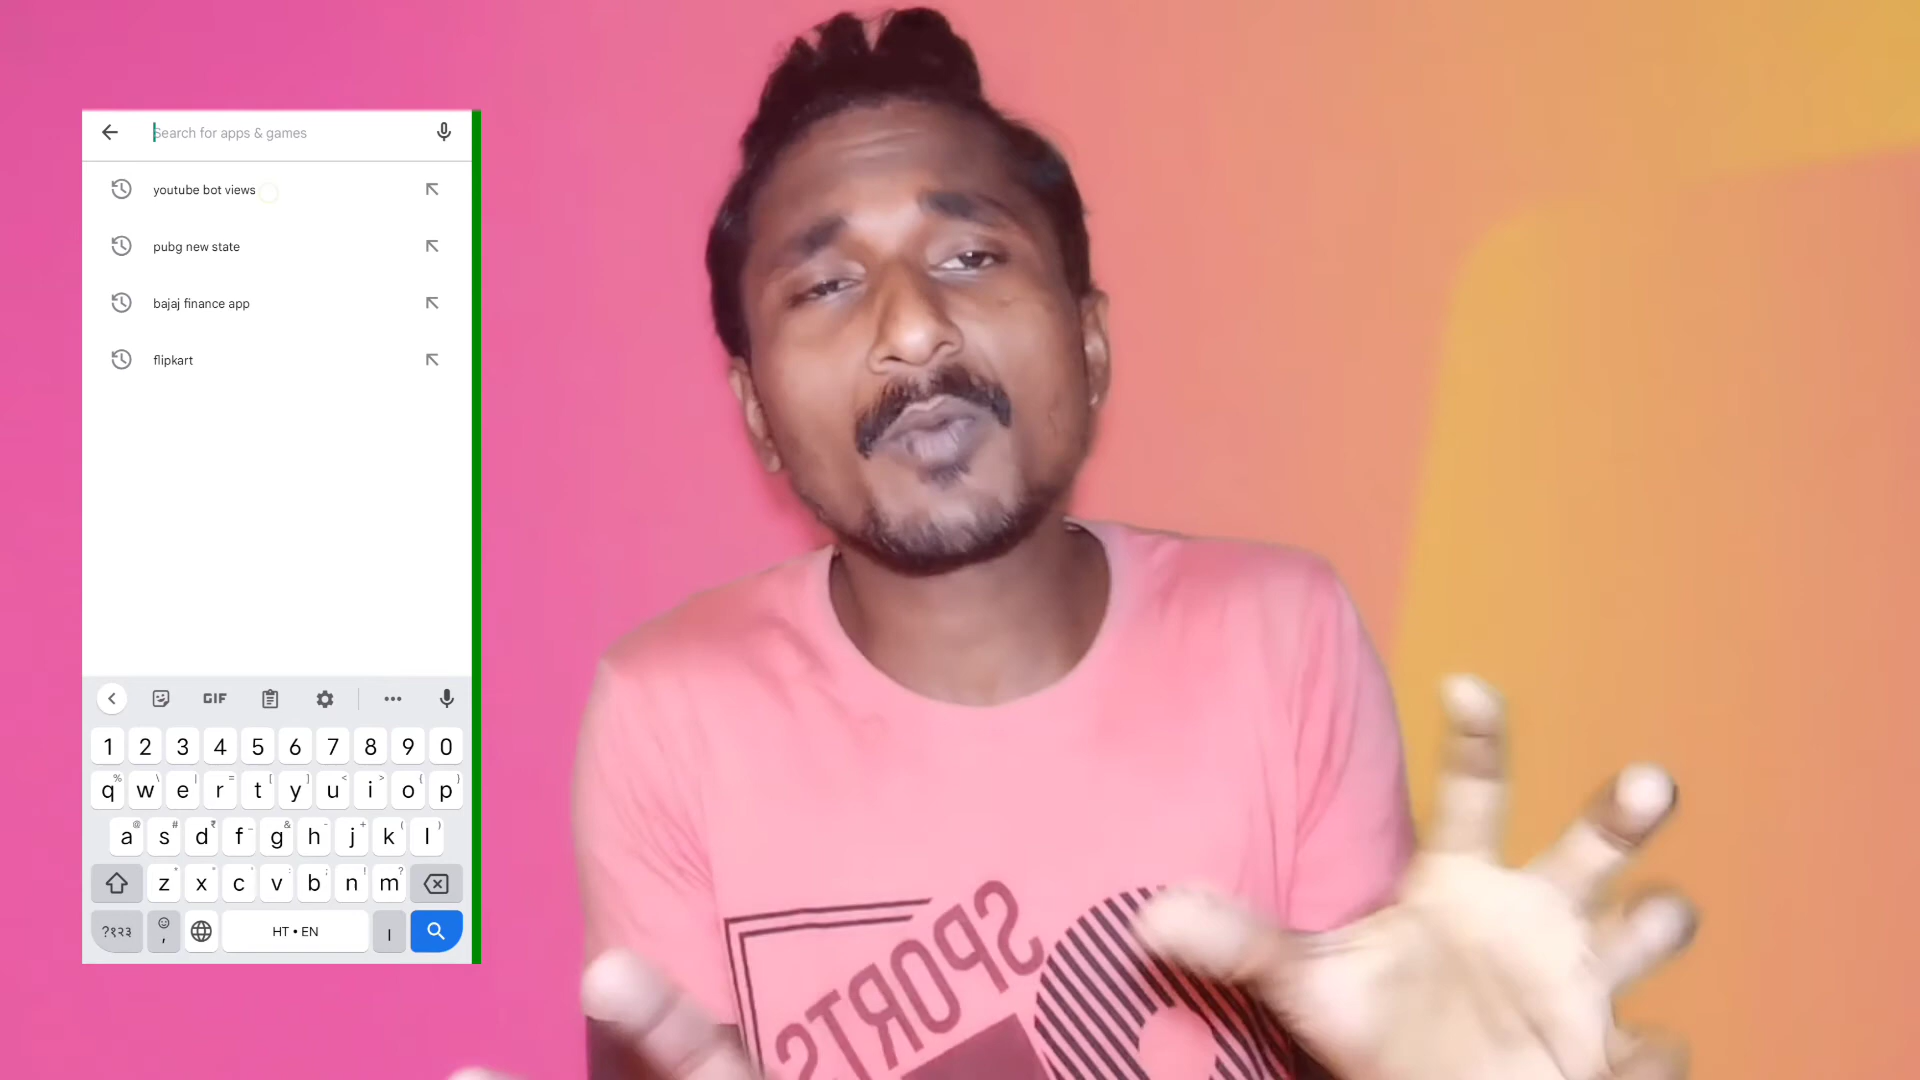 Search for apps & games
youtube bot views
pubg new state
bajaj finance app
flipkart
GIF
1 2 3 4 5 6 7 8 9 0
q w e r t y u i o p
a s d f g h j k l
z x c v b n m
?१२३ , HT • EN ।
SPORTS